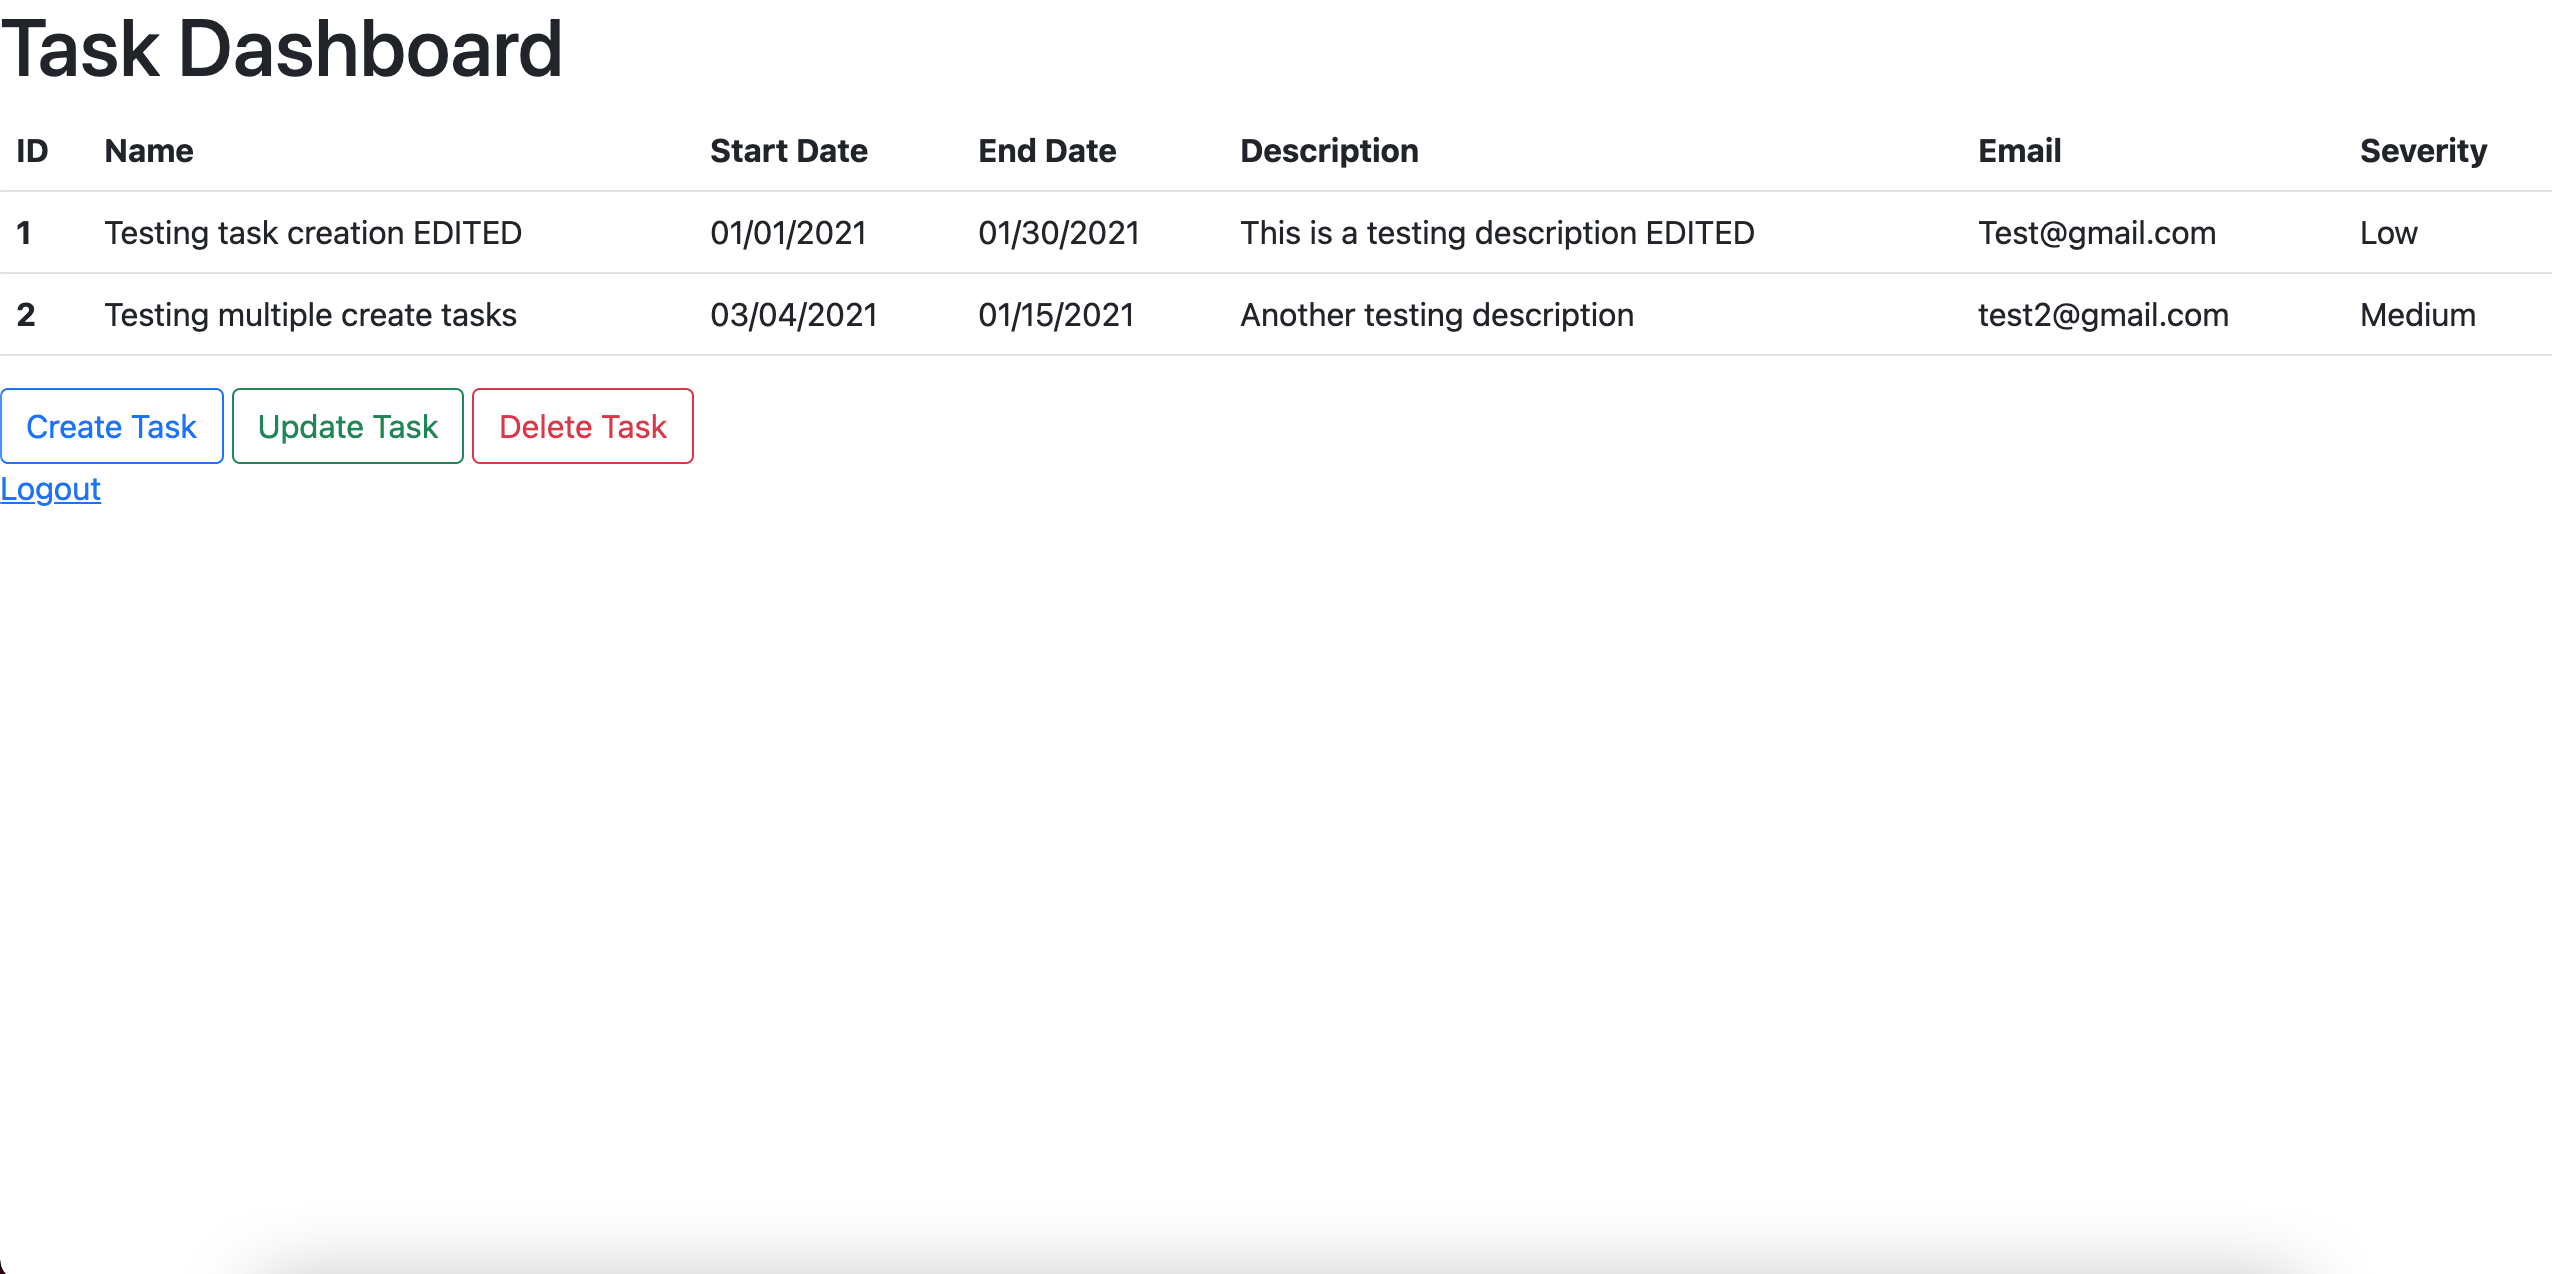 Task Dashboard
ID Name Start Date End Date Description Email Severity
1 Testing task creation EDITED 01/01/2021 01/30/2021 This is a testing description EDITED Test@gmail.com Low
2 Testing multiple create tasks 03/04/2021 01/15/2021 Another testing description test2@gmail.com Medium
Create Task Update Task Delete Task
Logout